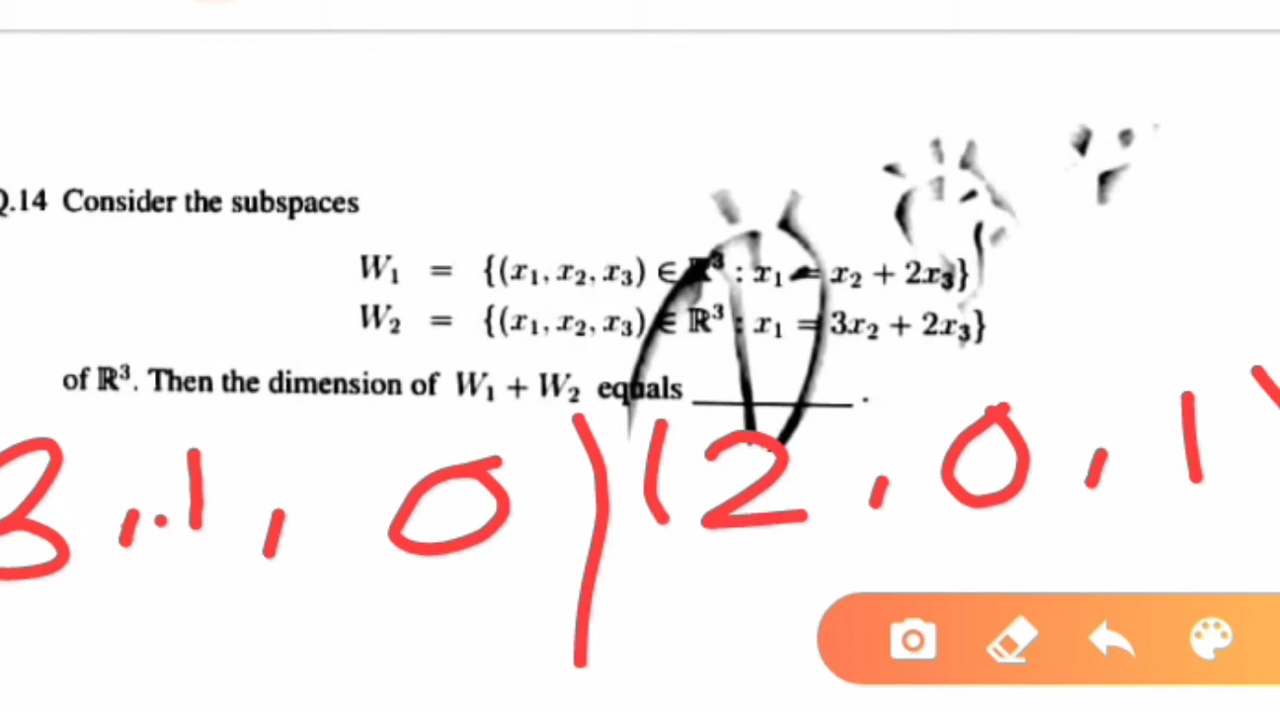 Q.14 Consider the subspaces
W₁ = {(x₁, x₂, x₃) ∈ ℝ³ : x₁ = x₂ + 2x₃}
W₂ = {(x₁, x₂, x₃) ∈ ℝ³ : x₁ = 3x₂ + 2x₃}
of ℝ³. Then the dimension of W₁ + W₂ equals ________ .
3, 1, 0) (2, 0, 1